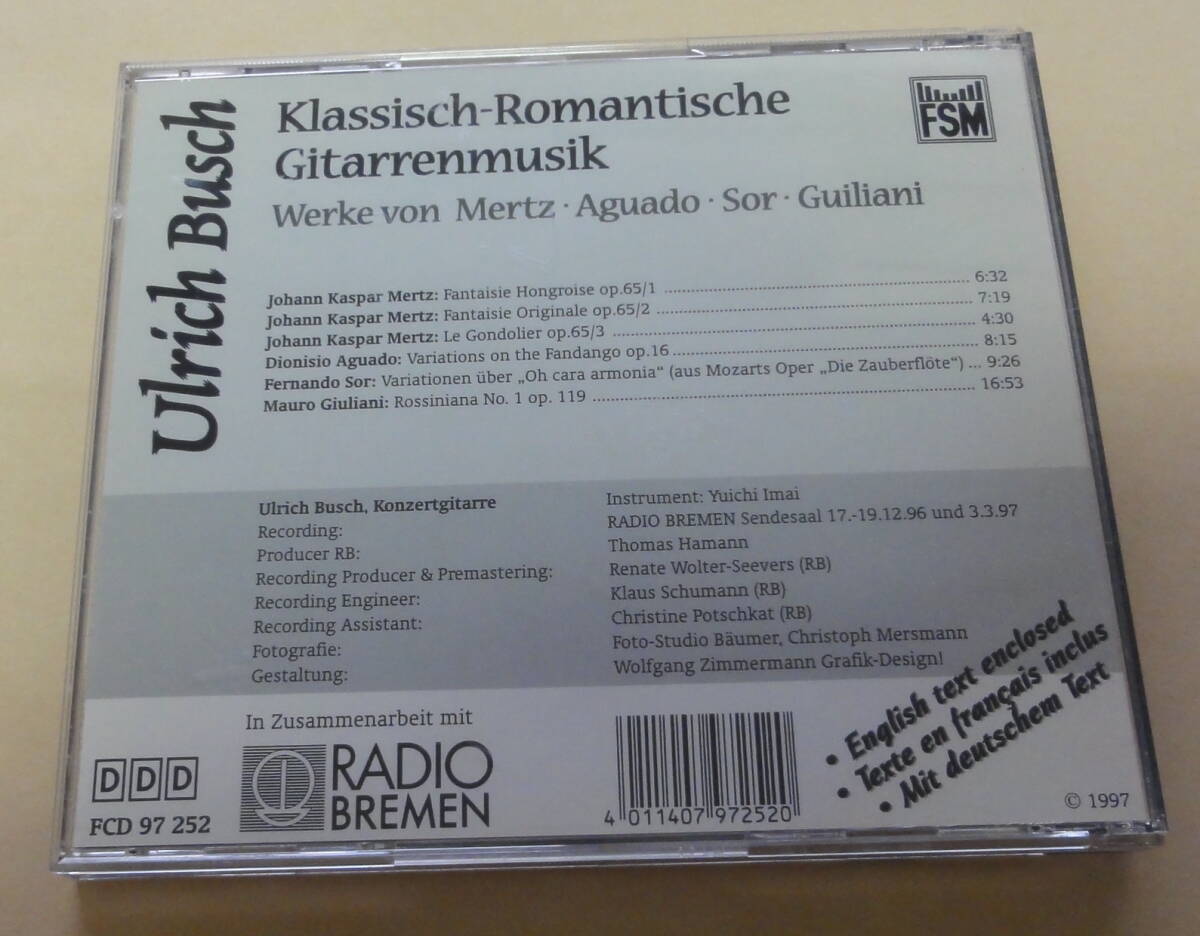 Ulrich Busch
Klassisch-Romantische
Gitarrenmusik
Werke von Mertz · Aguado · Sor · Guiliani
FSM
Johann Kaspar Mertz: Fantaisie Hongroise op.65/1 ........ 6:32
Johann Kaspar Mertz: Fantaisie Originale op.65/2 ........ 7:19
Johann Kaspar Mertz: Le Gondolier op.65/3 ........ 4:30
Dionisio Aguado: Variations on the Fandango op.16 ........ 8:15
Fernando Sor: Variationen über „Oh cara armonia“ (aus Mozarts Oper „Die Zauberflöte“) ... 9:26
Mauro Giuliani: Rossiniana No. 1 op. 119 ........ 16:53
Ulrich Busch, Konzertgitarre Instrument: Yuichi Imai
Recording: RADIO BREMEN Sendesaal 17.-19.12.96 und 3.3.97
Producer RB: Thomas Hamann
Recording Producer & Premastering: Renate Wolter-Seevers (RB)
Recording Engineer: Klaus Schumann (RB)
Recording Assistant: Christine Potschkat (RB)
Fotografie: Foto-Studio Bäumer, Christoph Mersmann
Gestaltung: Wolfgang Zimmermann Grafik-Design!
In Zusammenarbeit mit
RADIO
BREMEN
DDD
FCD 97 252
4 011407 972520
• English text enclosed
• Texte en français inclus
• Mit deutschem Text
© 1997